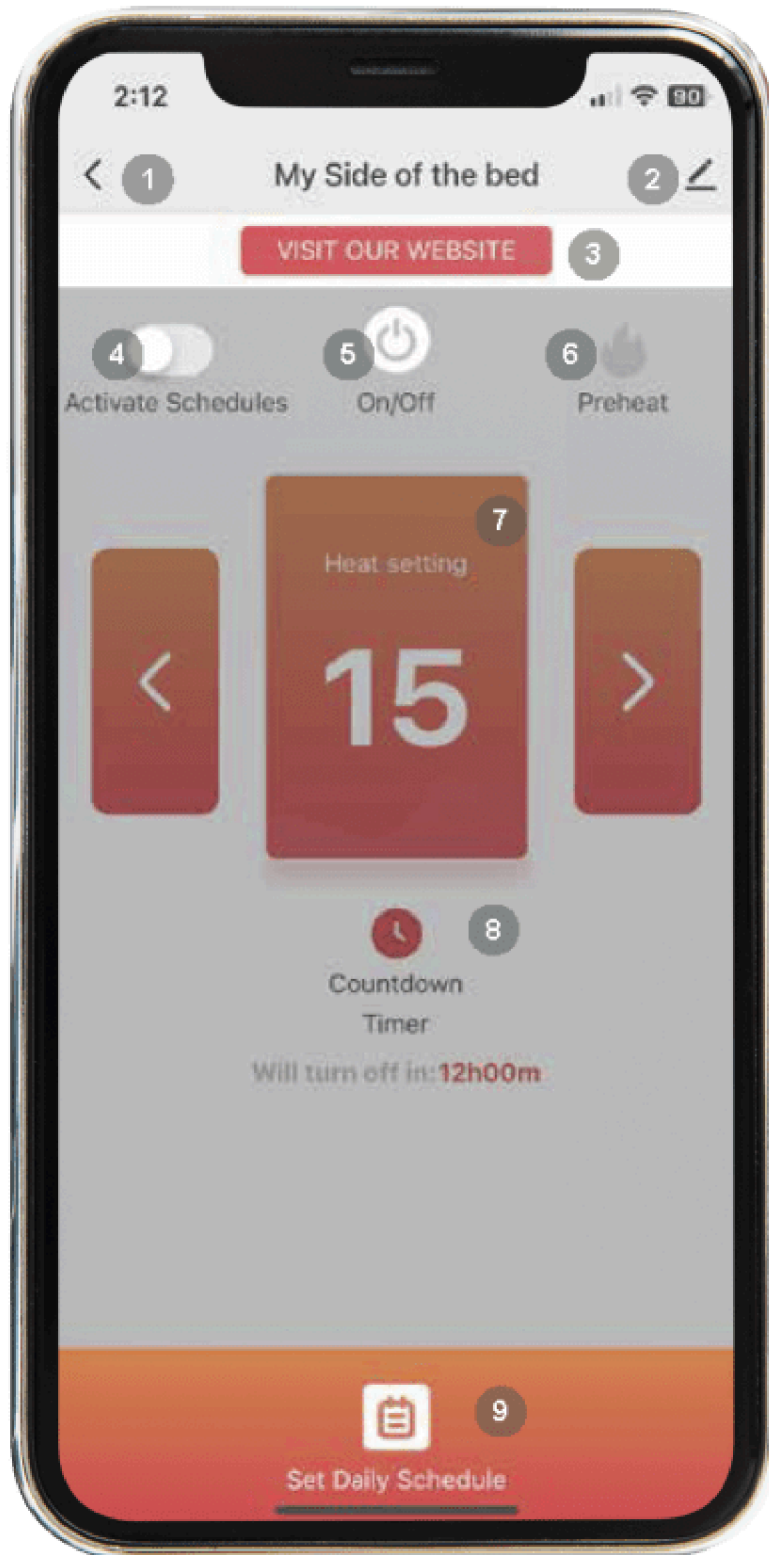 2:12
90
1
My Side of the bed
2
VISIT OUR WEBSITE
3
4
5
6
Activate Schedules
On/Off
Preheat
7
Heat setting
15
8
Countdown
Timer
Will turn off in:12h00m
9
Set Daily Schedule